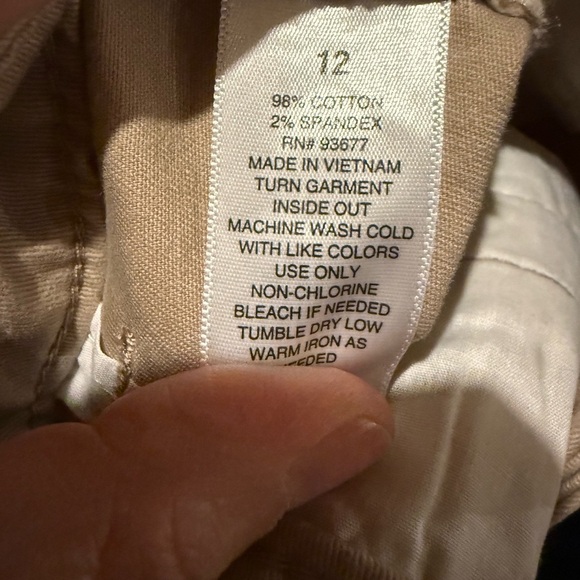 12
98% COTTON
2% SPANDEX
RN# 93677
MADE IN VIETNAM
TURN GARMENT
INSIDE OUT
MACHINE WASH COLD
WITH LIKE COLORS
USE ONLY
NON-CHLORINE
BLEACH IF NEEDED
TUMBLE DRY LOW
WARM IRON AS
NEEDED